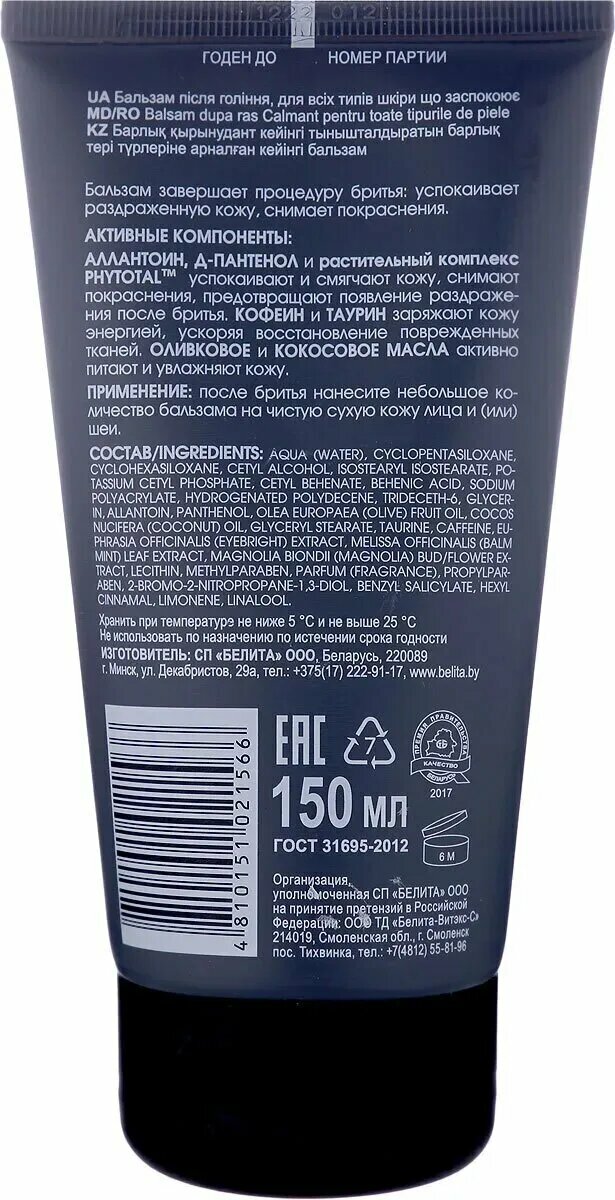 1222 012
ГОДЕН ДО НОМЕР ПАРТИИ
UA Бальзам після гоління, для всіх типів шкіри що заспокоює
MD/RO Balsam dupa ras Calmant pentru toate tipurile de piele
KZ Барлық қырынудант кейінгі тынышталдыратын барлық
тері түрлеріне арналған кейінгі бальзам
Бальзам завершает процедуру бритья: успокаивает
раздраженную кожу, снимает покраснения.
АКТИВНЫЕ КОМПОНЕНТЫ:
АЛЛАНТОИН, Д-ПАНТЕНОЛ и растительный комплекс
PHYTOTAL™ успокаивают и смягчают кожу, снимают
покраснения, предотвращают появление раздраже-
ния после бритья. КОФЕИН и ТАУРИН заряжают кожу
энергией, ускоряя восстановление поврежденных
тканей. ОЛИВКОВОЕ и КОКОСОВОЕ МАСЛА активно
питают и увлажняют кожу.
ПРИМЕНЕНИЕ: после бритья нанесите небольшое ко-
личество бальзама на чистую сухую кожу лица и (или)
шеи.
СОСТАВ/INGREDIENTS: AQUA (WATER), CYCLOPENTASILOXANE,
CYCLOHEXASILOXANE, CETYL ALCOHOL, ISOSTEARYL ISOSTEARATE, PO-
TASSIUM CETYL PHOSPHATE, CETYL BEHENATE, BEHENIC ACID, SODIUM
POLYACRYLATE, HYDROGENATED POLYDECENE, TRIDECETH-6, GLYCER-
IN, ALLANTOIN, PANTHENOL, OLEA EUROPAEA (OLIVE) FRUIT OIL, COCOS
NUCIFERA (COCONUT) OIL, GLYCERYL STEARATE, TAURINE, CAFFEINE, EU-
PHRASIA OFFICINALIS (EYEBRIGHT) EXTRACT, MELISSA OFFICINALIS (BALM
MINT) LEAF EXTRACT, MAGNOLIA BIONDII (MAGNOLIA) BUD/FLOWER EX-
TRACT, LECITHIN, METHYLPARABEN, PARFUM (FRAGRANCE), PROPYLPAR-
ABEN, 2-BROMO-2-NITROPROPANE-1,3-DIOL, BENZYL SALICYLATE, HEXYL
CINNAMAL, LIMONENE, LINALOOL.
Хранить при температуре не ниже 5 °С и не выше 25 °С
Не использовать по назначению по истечении срока годности
ИЗГОТОВИТЕЛЬ: СП «БЕЛИТА» ООО, Беларусь, 220089
г. Минск, ул. Декабристов, 29а, тел.: +375(17) 222-91-17, www.belita.by
4810151021566
EAC
7
ПРЕМИЯ ПРАВИТЕЛЬСТВА
КАЧЕСТВО
БЕЛАРУСЬ
2017
150 мл
ГОСТ 31695-2012
6 М
Организация,
уполномоченная СП «БЕЛИТА» ООО
на принятие претензий в Российской
Федерации: ООО ТД «Белита-Витэкс-С»
214019, Смоленская обл., г. Смоленск
пос. Тихвинка, тел.: +7(4812) 55-81-96